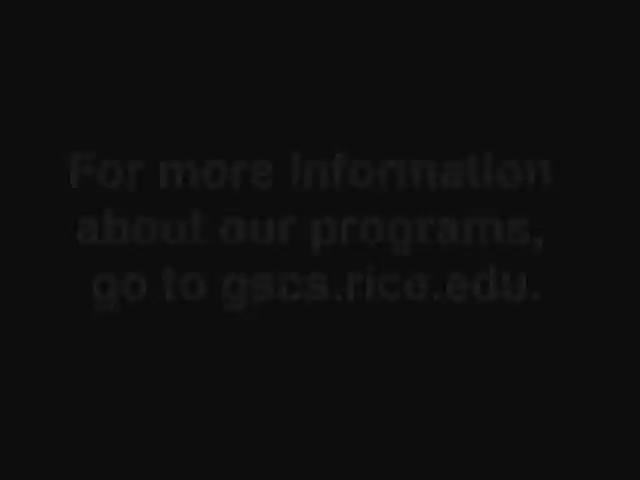 For more information
about our programs,
go to gscs.rice.edu.